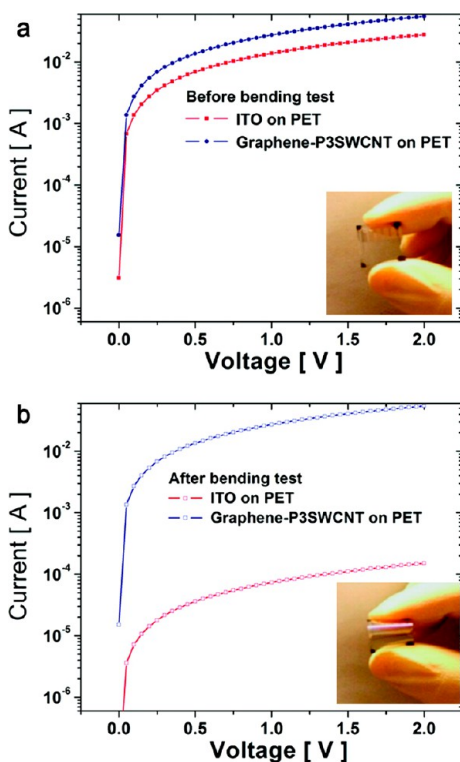 a
10⁻²
10⁻³
10⁻⁴
10⁻⁵
10⁻⁶
Current [ A ]
Before bending test
ITO on PET
Graphene-P3SWCNT on PET
0.0 0.5 1.0 1.5 2.0
Voltage [ V ]
b
10⁻²
10⁻³
10⁻⁴
10⁻⁵
10⁻⁶
Current [ A ]
After bending test
ITO on PET
Graphene-P3SWCNT on PET
0.0 0.5 1.0 1.5 2.0
Voltage [ V ]